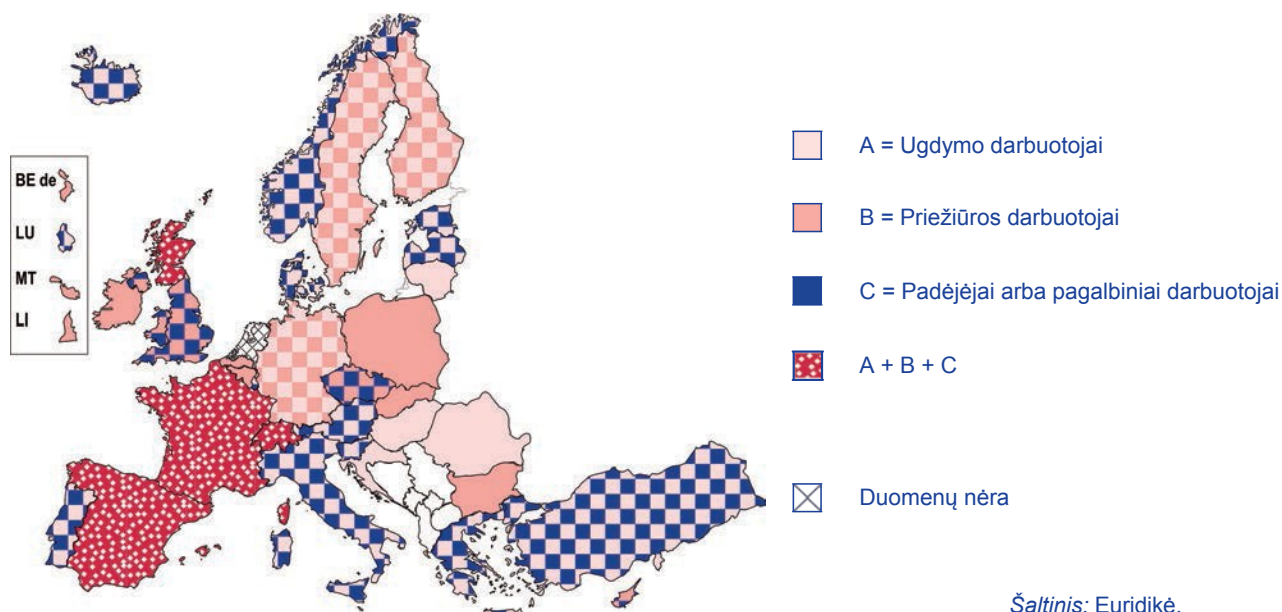 BE de
LU
MT
LI
A = Ugdymo darbuotojai
B = Priežiūros darbuotojai
C = Padėjėjai arba pagalbiniai darbuotojai
A + B + C
Duomenų nėra
Šaltinis: Euridikė.